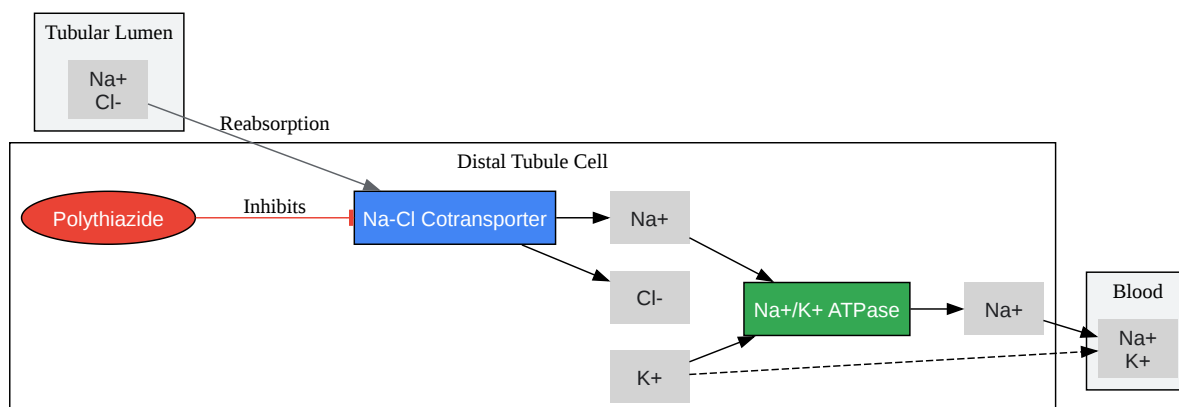 Tubular Lumen
Na+
Cl-
Reabsorption
Distal Tubule Cell
Polythiazide
Inhibits
Na-Cl Cotransporter
Na+
Cl-
K+
Na+/K+ ATPase
Na+
Blood
Na+
K+